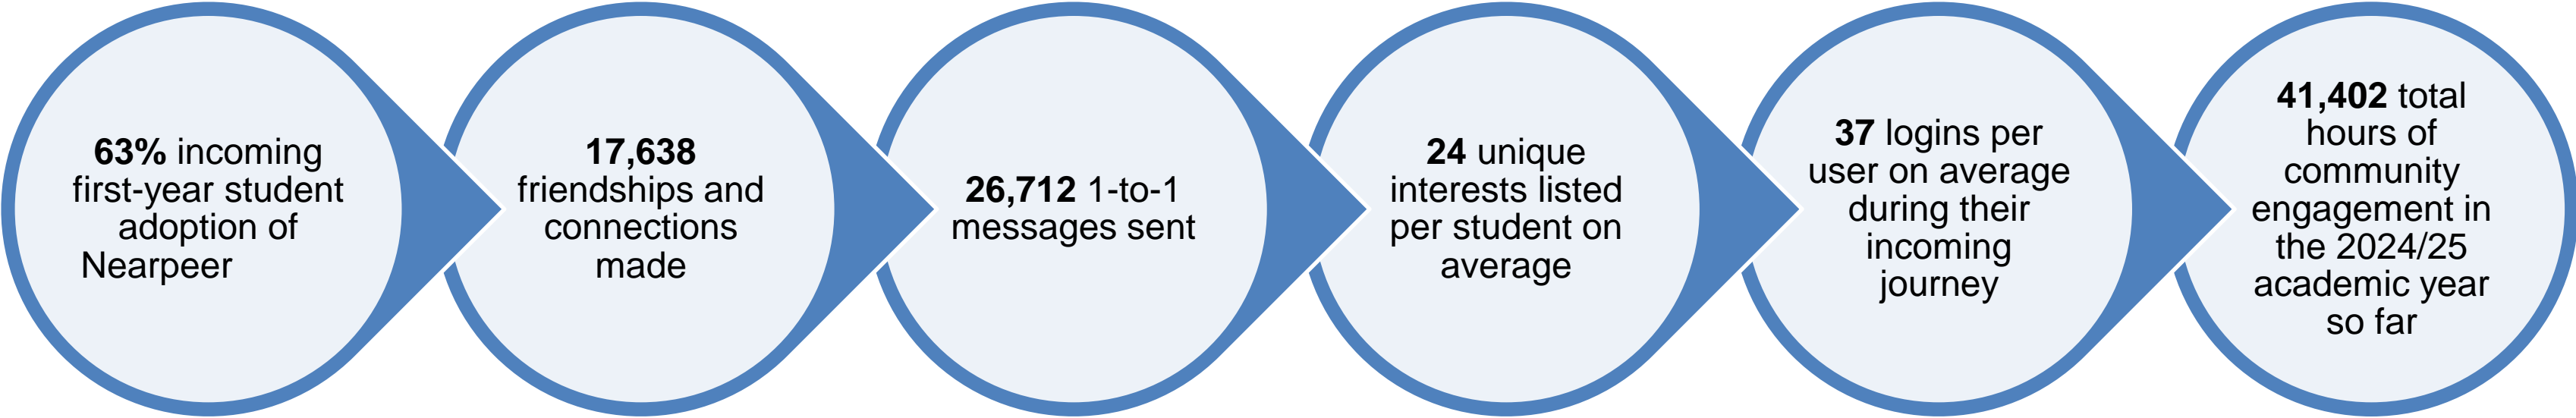 63% incoming
first-year student
adoption of
Nearpeer
17,638
friendships and
connections
made
26,712 1-to-1
messages sent
24 unique
interests listed
per student on
average
37 logins per
user on average
during their
incoming
journey
41,402 total
hours of
community
engagement in
the 2024/25
academic year
so far